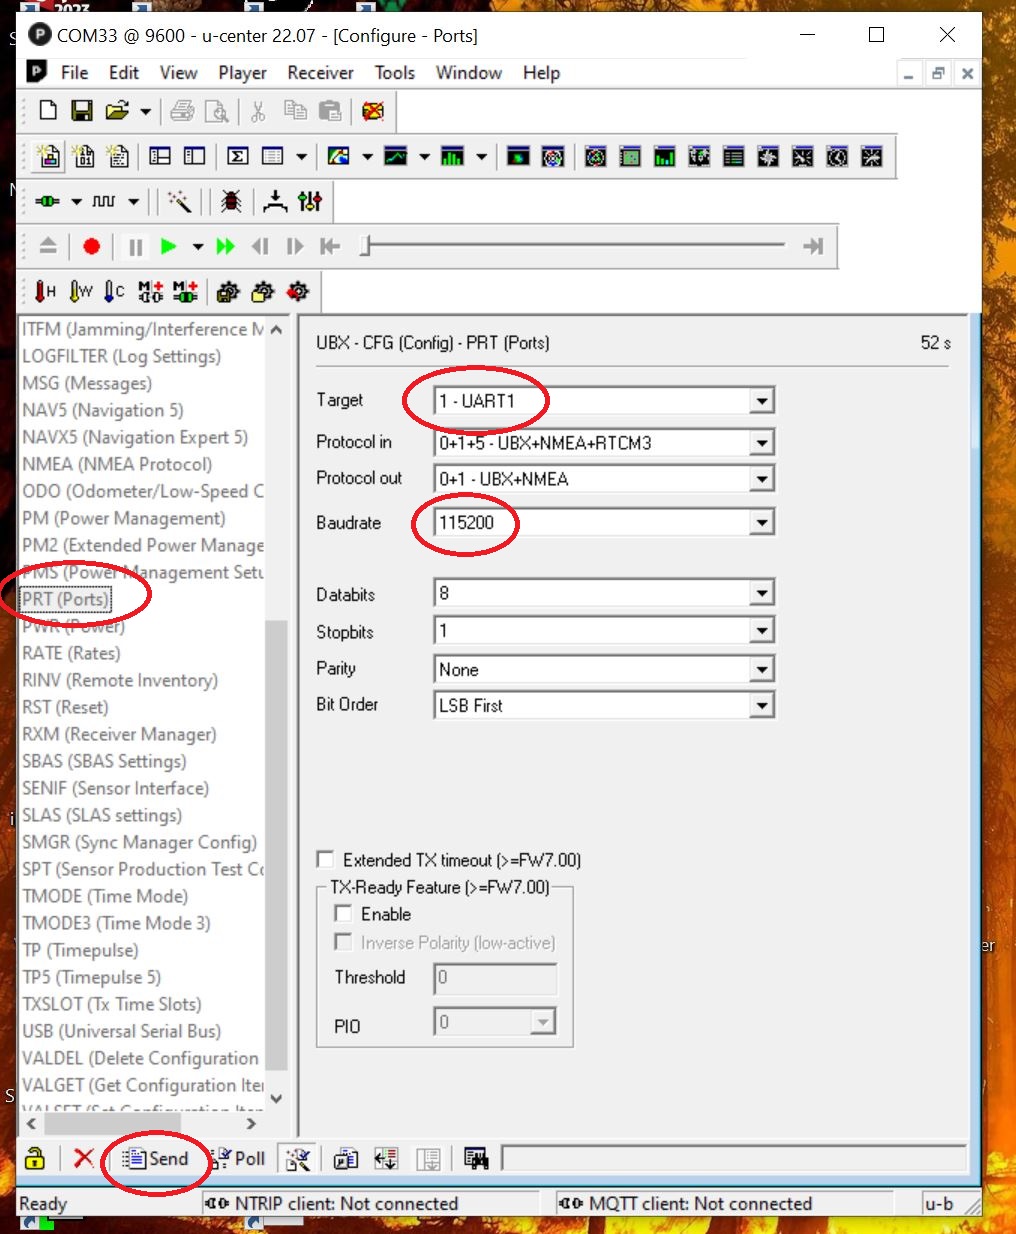 2023
COM33 @ 9600 - u-center 22.07 - [Configure - Ports]
File Edit View Player Receiver Tools Window Help
ITFM (Jamming/Interference M
LOGFILTER (Log Settings)
MSG (Messages)
NAV5 (Navigation 5)
NAVX5 (Navigation Expert 5)
NMEA (NMEA Protocol)
ODO (Odometer/Low-Speed C
PM (Power Management)
PM2 (Extended Power Manage
PMS (Power Management Setu
PRT (Ports)
PWR (Power)
RATE (Rates)
RINV (Remote Inventory)
RST (Reset)
RXM (Receiver Manager)
SBAS (SBAS Settings)
SENIF (Sensor Interface)
SLAS (SLAS settings)
SMGR (Sync Manager Config)
SPT (Sensor Production Test Co
TMODE (Time Mode)
TMODE3 (Time Mode 3)
TP (Timepulse)
TP5 (Timepulse 5)
TXSLOT (Tx Time Slots)
USB (Universal Serial Bus)
VALDEL (Delete Configuration
VALGET (Get Configuration Iter
VALSET (Set Configuration Iten
UBX - CFG (Config) - PRT (Ports) 52 s
Target 1 - UART1
Protocol in 0+1+5 - UBX+NMEA+RTCM3
Protocol out 0+1 - UBX+NMEA
Baudrate 115200
Databits 8
Stopbits 1
Parity None
Bit Order LSB First
Extended TX timeout (>=FW7.00)
TX-Ready Feature (>=FW7.00)
Enable
Inverse Polarity (low-active)
Threshold 0
PIO 0
Send Poll
Ready NTRIP client: Not connected MQTT client: Not connected u-b
er